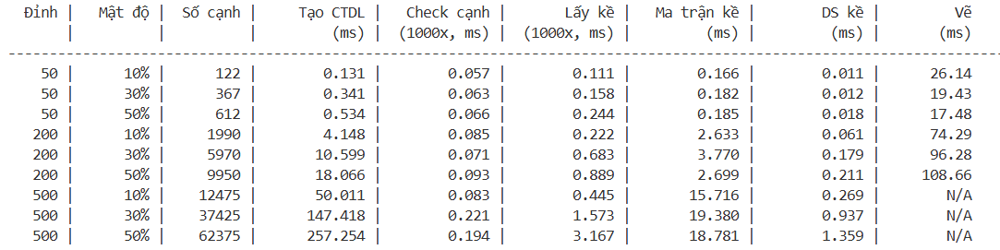 Đỉnh | Mật độ | Số cạnh | Tạo CTDL | Check cạnh | Lấy kề | Ma trận kề | DS kề | Vẽ
| | | (ms) | (1000x, ms) | (1000x, ms) | (ms) | (ms) | (ms)
--------------------------------------------------------------------------------
50 | 10% | 122 | 0.131 | 0.057 | 0.111 | 0.166 | 0.011 | 26.14
50 | 30% | 367 | 0.341 | 0.063 | 0.158 | 0.182 | 0.012 | 19.43
50 | 50% | 612 | 0.534 | 0.066 | 0.244 | 0.185 | 0.018 | 17.48
200 | 10% | 1990 | 4.148 | 0.085 | 0.222 | 2.633 | 0.061 | 74.29
200 | 30% | 5970 | 10.599 | 0.071 | 0.683 | 3.770 | 0.179 | 96.28
200 | 50% | 9950 | 18.066 | 0.093 | 0.889 | 2.699 | 0.211 | 108.66
500 | 10% | 12475 | 50.011 | 0.083 | 0.445 | 15.716 | 0.269 | N/A
500 | 30% | 37425 | 147.418 | 0.221 | 1.573 | 19.380 | 0.937 | N/A
500 | 50% | 62375 | 257.254 | 0.194 | 3.167 | 18.781 | 1.359 | N/A